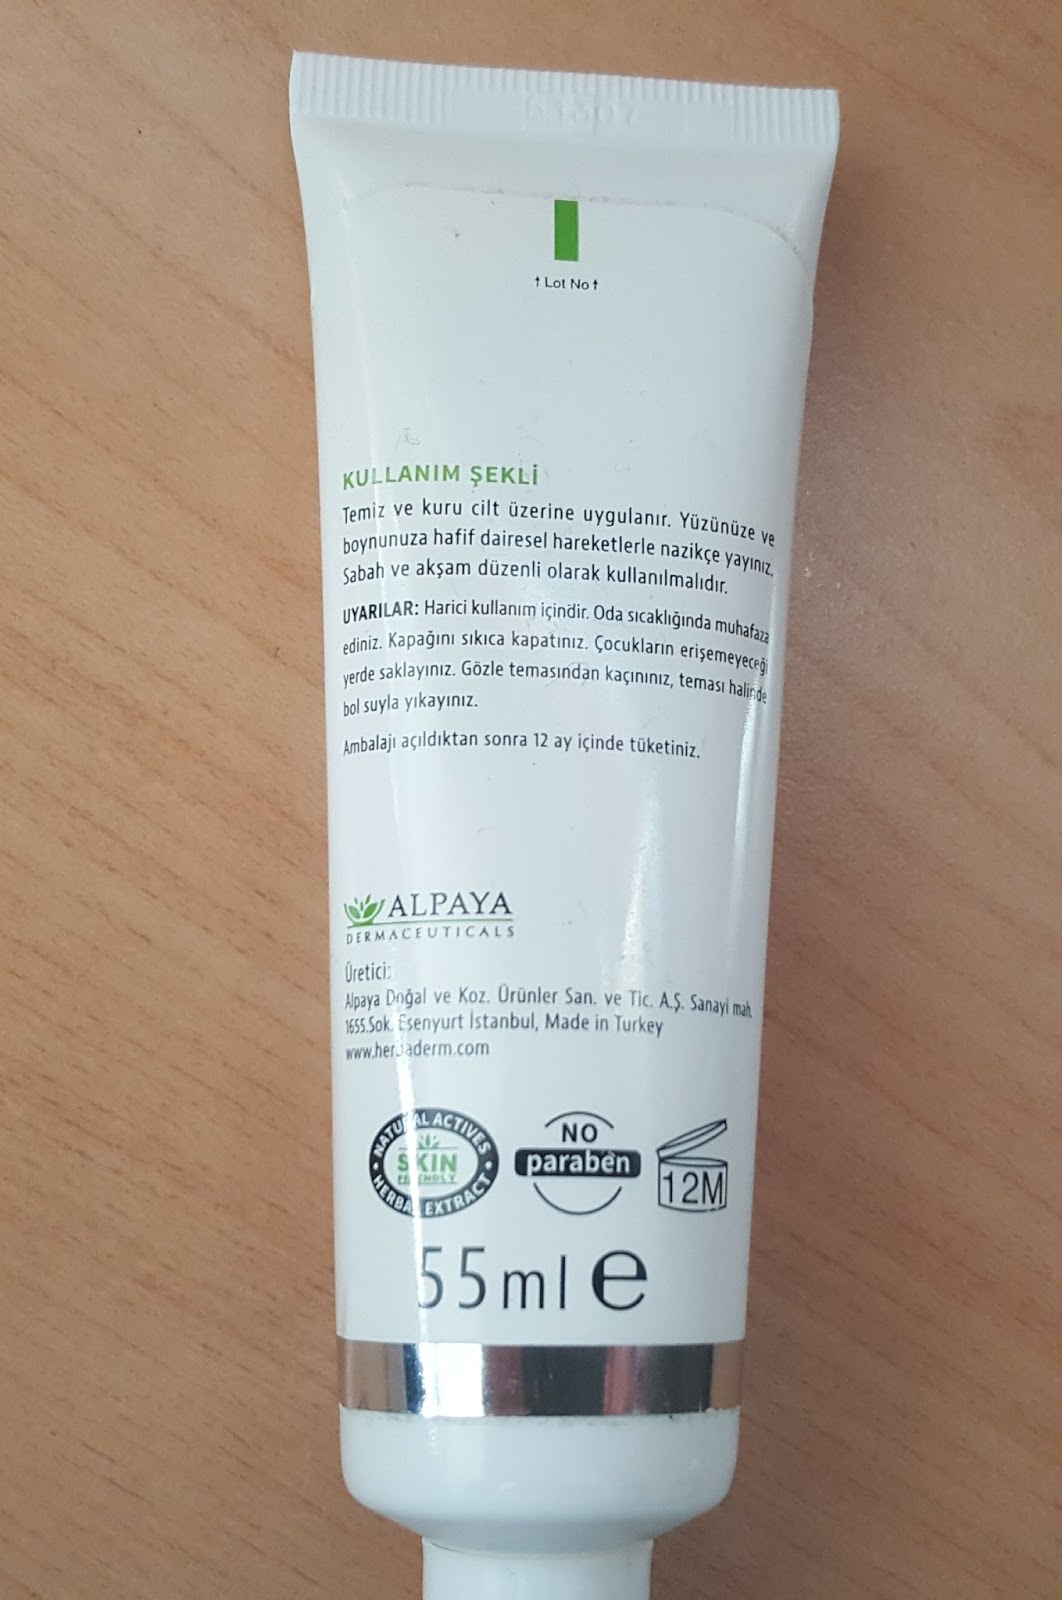 ↑ Lot No ↑
KULLANIM ŞEKLİ
Temiz ve kuru cilt üzerine uygulanır. Yüzünüze ve
boynunuza hafif dairesel hareketlerle nazikçe yayınız.
Sabah ve akşam düzenli olarak kullanılmalıdır.
UYARILAR: Harici kullanım içindir. Oda sıcaklığında muhafaza
ediniz. Kapağını sıkıca kapatınız. Çocukların erişemeyeceği
yerde saklayınız. Gözle temasından kaçınınız, teması halinde
bol suyla yıkayınız.
Ambalajı açıldıktan sonra 12 ay içinde tüketiniz.
ALPAYA
DERMACEUTICALS
Üretici:
Alpaya Doğal ve Koz. Ürünler San. ve Tic. A.Ş. Sanayi mah.
1655.Sok. Esenyurt İstanbul, Made in Turkey
www.herbaderm.com
NATURAL ACTIVES
SKIN
FRIENDLY
HERBAL EXTRACT
NO
paraben
12M
55ml e